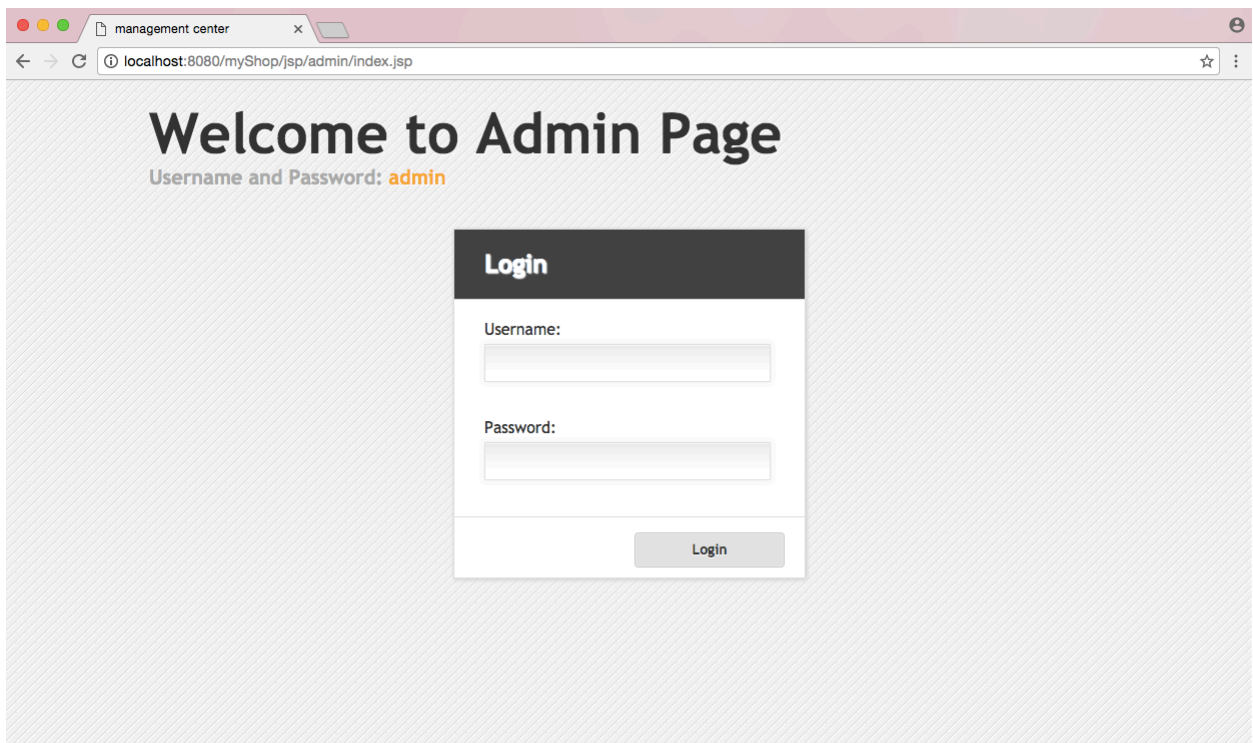 management center
localhost:8080/myShop/jsp/admin/index.jsp
Welcome to Admin Page
Username and Password: admin
Login
Username:
Password:
Login